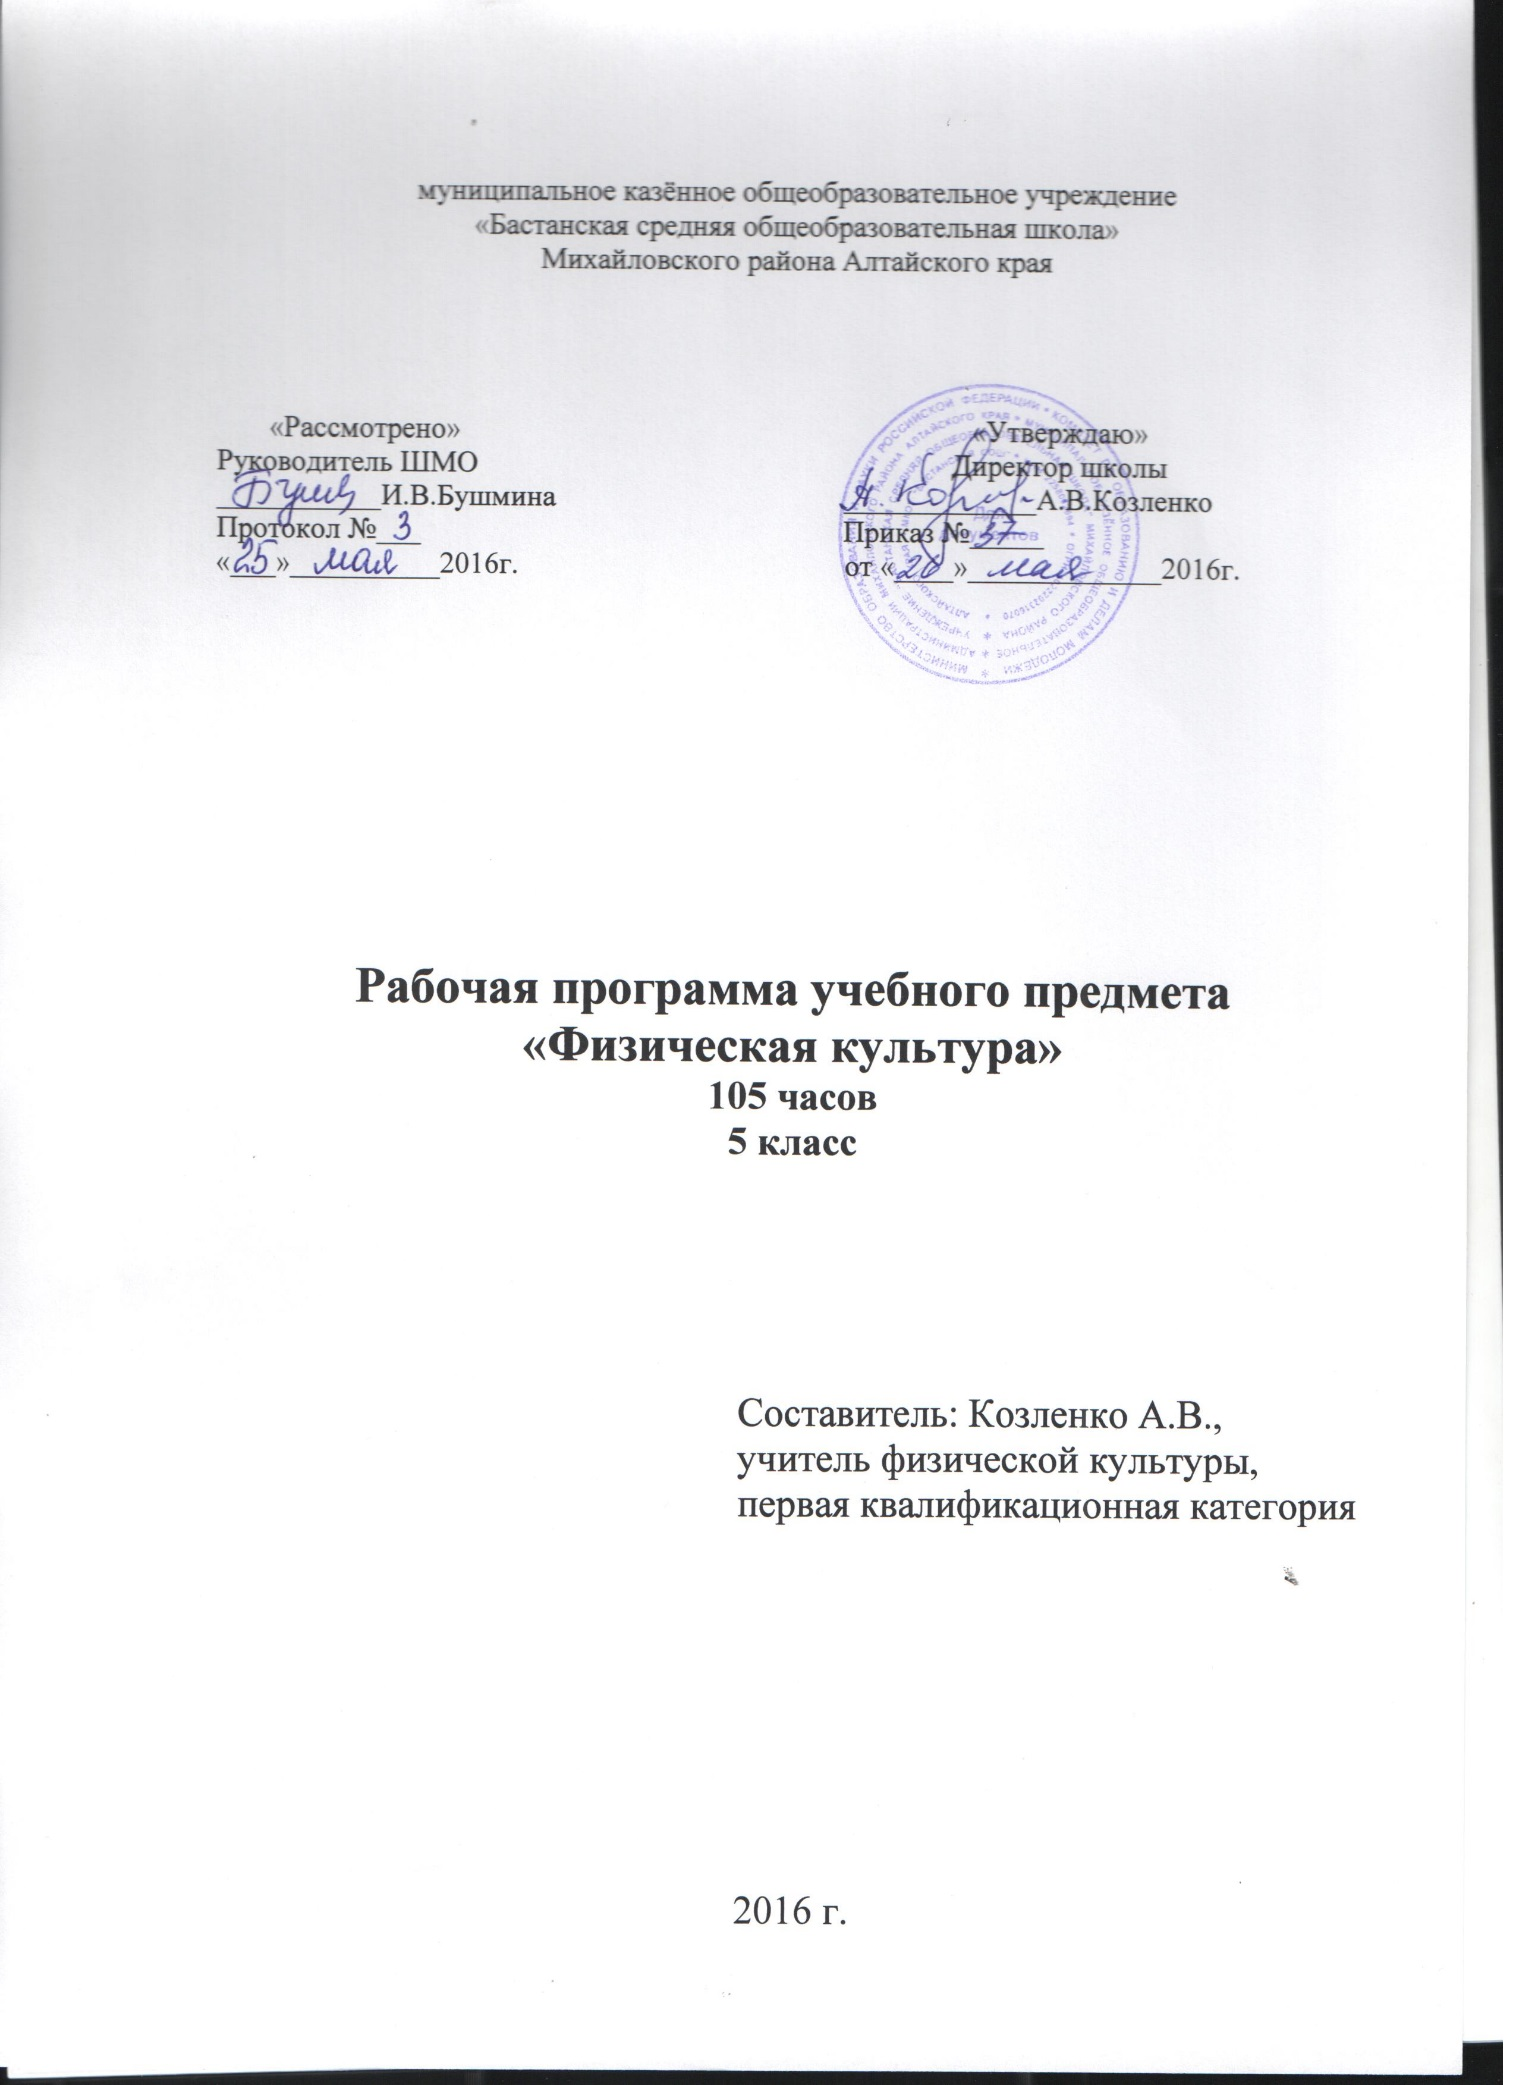 муниципальное казённое общеобразовательное учреждение
«Бастанская средняя общеобразовательная школа»
Михайловского района Алтайского края
«Рассмотрено»
Руководитель ШМО
И.В.Бушмина
Протокол № 3
«25» мая 2016г.
«Утверждаю»
Директор школы
А.В.Козленко
Приказ № 37
от «26» мая 2016г.
Рабочая программа учебного предмета
«Физическая культура»
105 часов
5 класс
Составитель: Козленко А.В.,
учитель физической культуры,
первая квалификационная категория
2016 г.